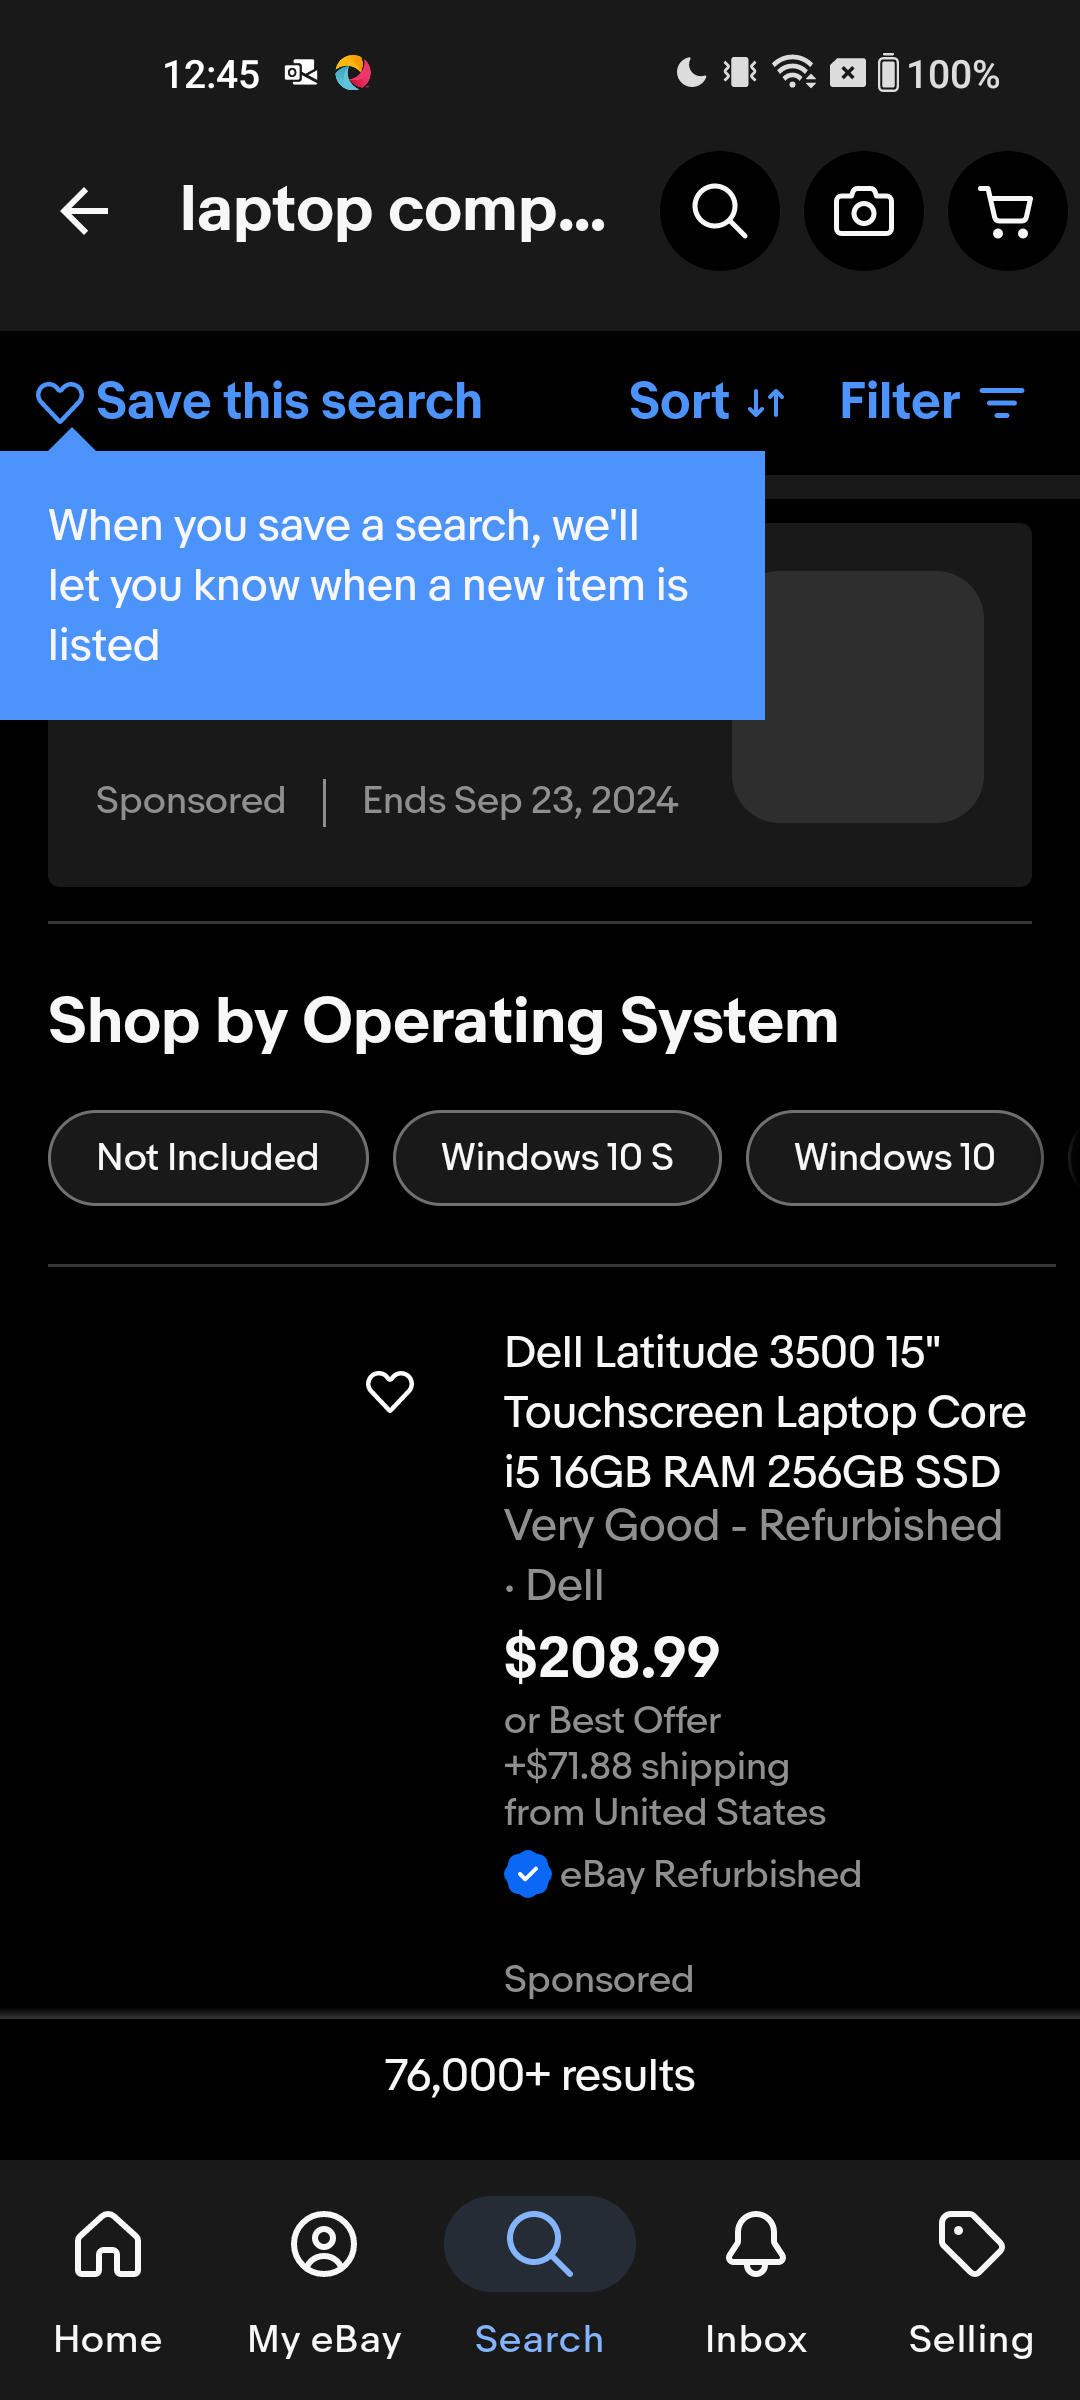 12:45
100%
laptop comp...
Save this search
Sort
Filter
When you save a search, we'll
let you know when a new item is
listed
Sponsored | Ends Sep 23, 2024
Shop by Operating System
Not Included
Windows 10 S
Windows 10
Dell Latitude 3500 15"
Touchscreen Laptop Core
i5 16GB RAM 256GB SSD
Very Good - Refurbished
· Dell
$208.99
or Best Offer
+$71.88 shipping
from United States
eBay Refurbished
Sponsored
76,000+ results
Home
My eBay
Search
Inbox
Selling